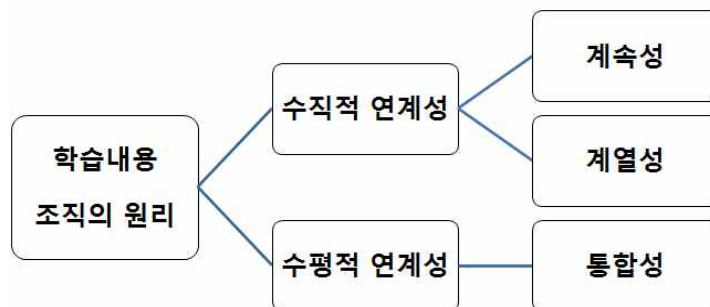 학습내용
조직의 원리
수직적 연계성
계속성
계열성
수평적 연계성
통합성